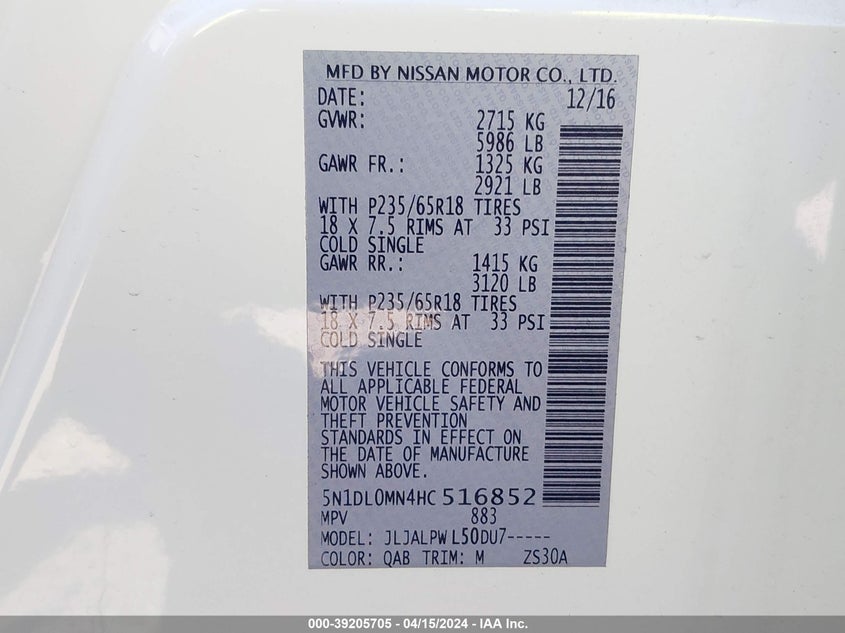 MFD BY NISSAN MOTOR CO., LTD.
DATE: 12/16
GVWR: 2715 KG
5986 LB
GAWR FR.: 1325 KG
2921 LB
WITH P235/65R18 TIRES
18 X 7.5 RIMS AT 33 PSI
COLD SINGLE
GAWR RR.: 1415 KG
3120 LB
WITH P235/65R18 TIRES
18 X 7.5 RIMS AT 33 PSI
COLD SINGLE
THIS VEHICLE CONFORMS TO
ALL APPLICABLE FEDERAL
MOTOR VEHICLE SAFETY AND
THEFT PREVENTION
STANDARDS IN EFFECT ON
THE DATE OF MANUFACTURE
SHOWN ABOVE.
5N1DL0MN4HC 516852
MPV 883
MODEL: JLJALPW L50DU7-----
COLOR: QAB TRIM: M ZS30A
000-39205705 - 04/15/2024 - IAA Inc.